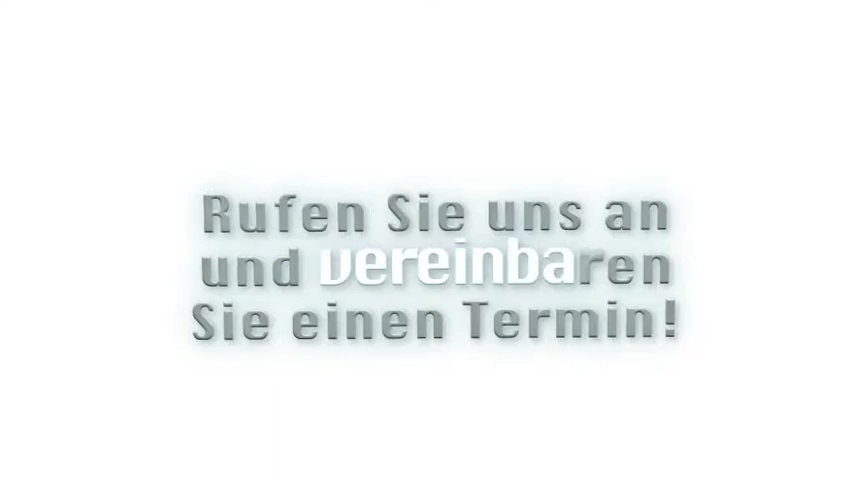 Rufen Sie uns an
und vereinbaren
Sie einen Termin!